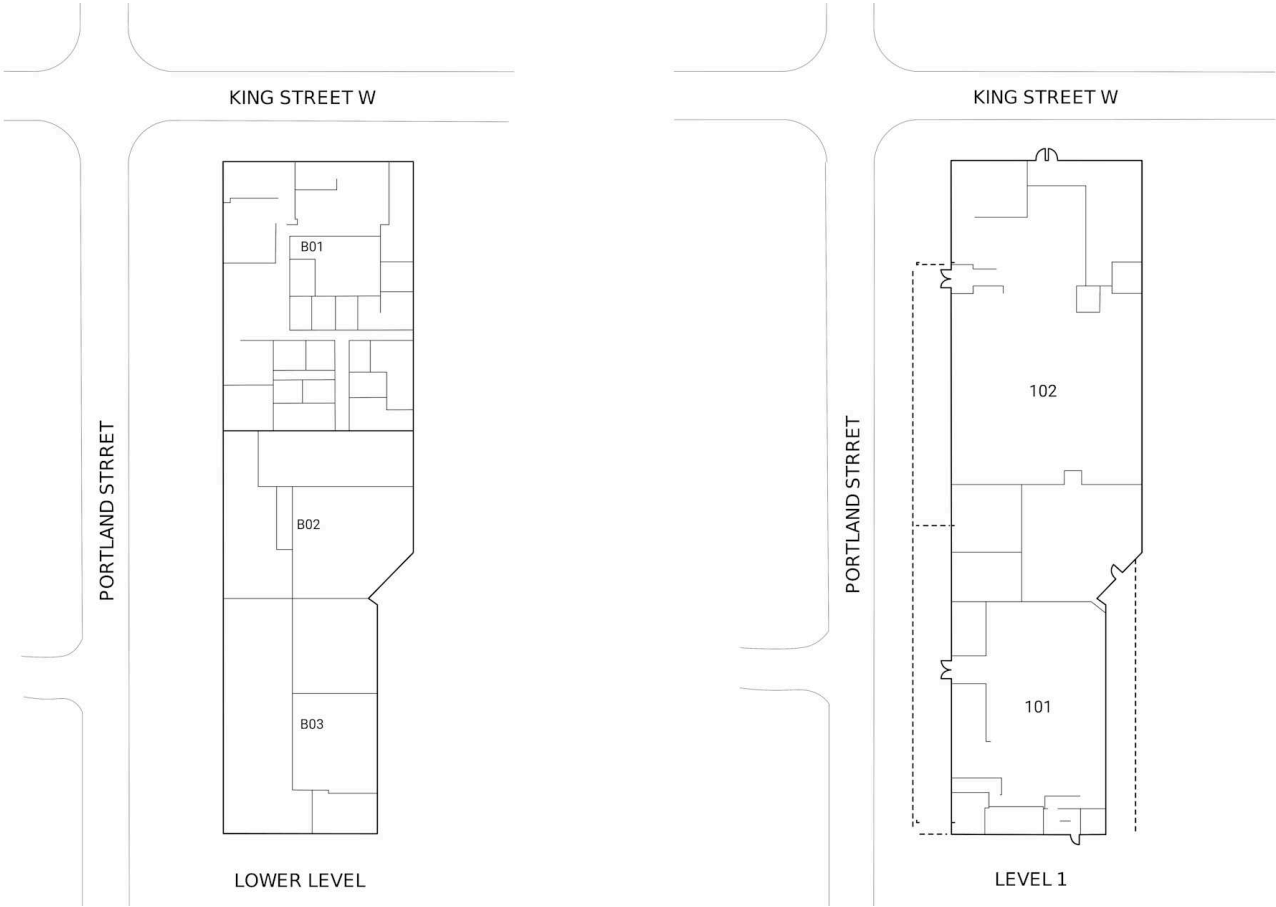 KING STREET W
B01
B02
B03
PORTLAND STRRET
LOWER LEVEL
KING STREET W
102
101
PORTLAND STRRET
LEVEL 1